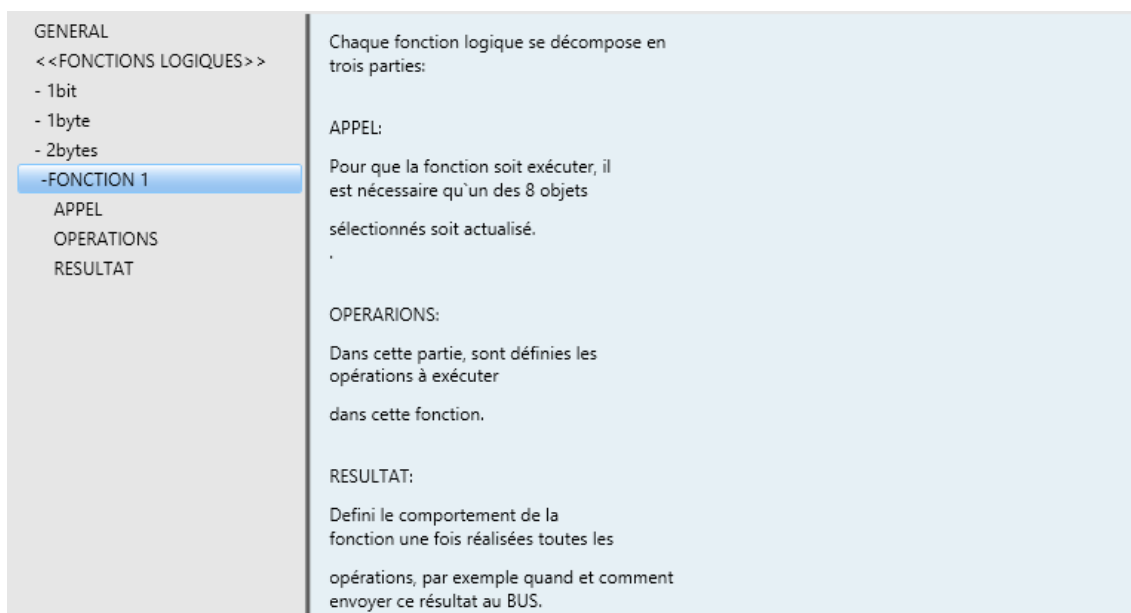 GENERAL
<<FONCTIONS LOGIQUES>>
- 1bit
- 1byte
- 2bytes
-FONCTION 1
APPEL
OPERATIONS
RESULTAT
Chaque fonction logique se décompose en
trois parties:
APPEL:
Pour que la fonction soit exécuter, il
est nécessaire qu`un des 8 objets
sélectionnés soit actualisé.
.
OPERARIONS:
Dans cette partie, sont définies les
opérations à exécuter
dans cette fonction.
RESULTAT:
Defini le comportement de la
fonction une fois réalisées toutes les
opérations, par exemple quand et comment
envoyer ce résultat au BUS.